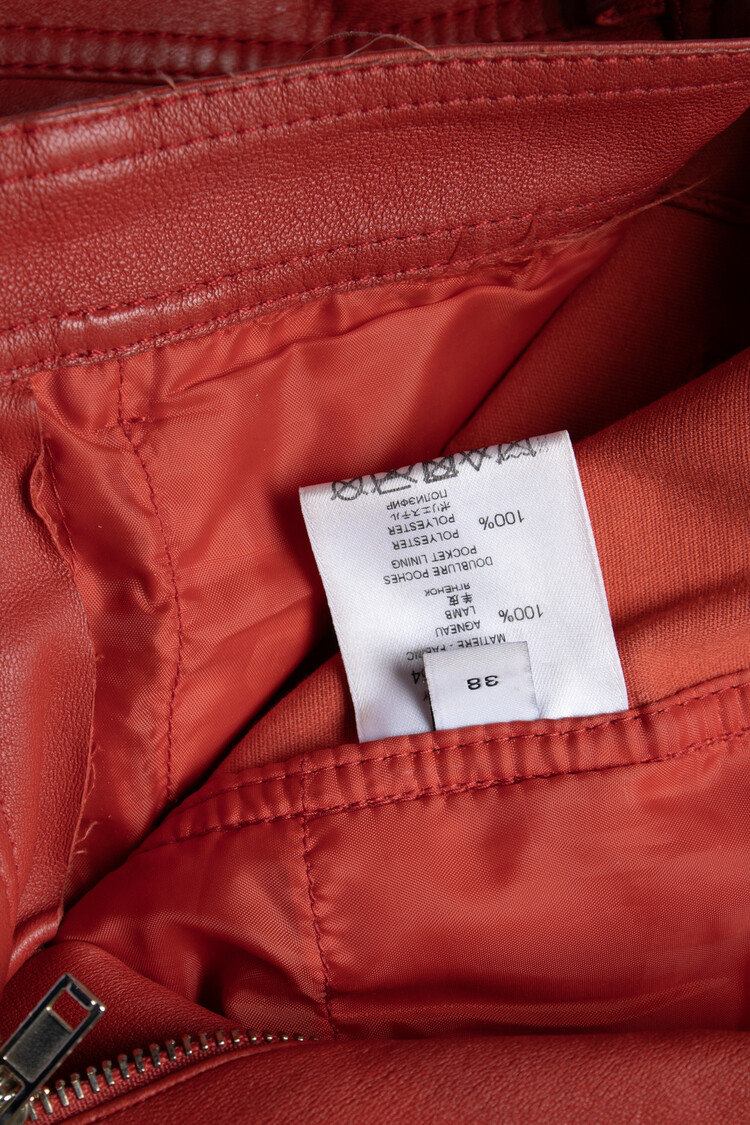 38
MATIERE - FABRIC
100%
AGNEAU
LAMB
羊皮
ЯГНЕНОК
DOUBLURE POCHES
POCKET LINING
100%
POLYESTER
POLYESTER
ポリエステル
ПОЛИЭФИР